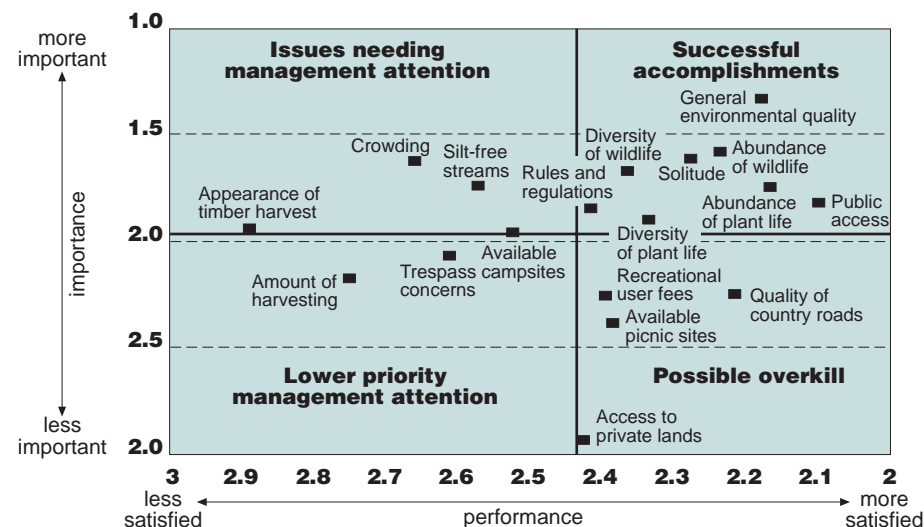 more
important
importance
less
important
1.0
1.5
2.0
2.5
2.0
Issues needing
management attention
Successful
accomplishments
General
environmental quality
Crowding
Silt-free
streams
Diversity
of wildlife
Solitude
Abundance
of wildlife
Rules and
regulations
Appearance of
timber harvest
Abundance
of plant life
Public
access
Amount of
harvesting
Trespass
concerns
Available
campsites
Diversity
of plant life
Recreational
user fees
Available
picnic sites
Quality of
country roads
Lower priority
management attention
Possible overkill
Access to
private lands
3 2.9 2.8 2.7 2.6 2.5 2.4 2.3 2.2 2.1 2
less
satisfied
performance
more
satisfied